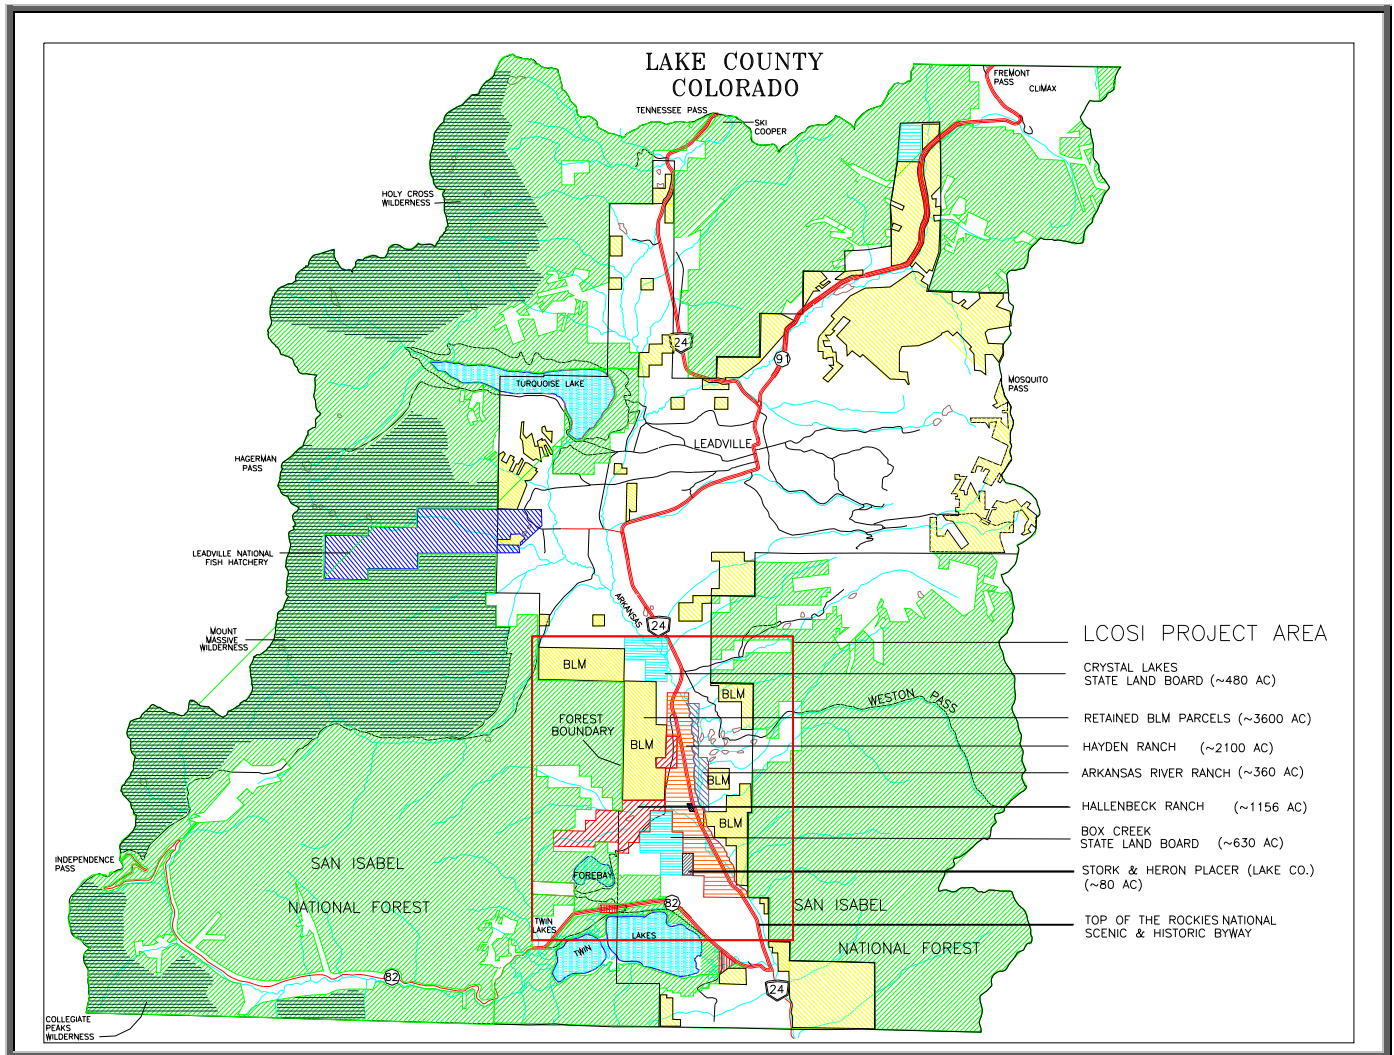 LAKE COUNTY
COLORADO
FREMONT
PASS
CLIMAX
TENNESSEE PASS
SKI
COOPER
HOLY CROSS
WILDERNESS
24
91
TURQUOISE LAKE
MOSQUITO
PASS
LEADVILLE
HAGERMAN
PASS
LEADVILLE NATIONAL
FISH HATCHERY
ARKANSAS
24
MOUNT
MASSIVE
WILDERNESS
LCOSI PROJECT AREA
BLM
CRYSTAL LAKES
STATE LAND BOARD (~480 AC)
BLM
WESTON PASS
FOREST
BOUNDARY
RETAINED BLM PARCELS (~3600 AC)
BLM
HAYDEN RANCH (~2100 AC)
BLM
ARKANSAS RIVER RANCH (~360 AC)
HALLENBECK RANCH (~1156 AC)
BLM
BOX CREEK
STATE LAND BOARD (~630 AC)
INDEPENDENCE
PASS
SAN ISABEL
FOREBAY
STORK & HERON PLACER (LAKE CO.)
(~80 AC)
NATIONAL FOREST
82
SAN ISABEL
TWIN
LAKES
LAKES
TWIN
TOP OF THE ROCKIES NATIONAL
SCENIC & HISTORIC BYWAY
NATIONAL FOREST
82
24
COLLEGIATE
PEAKS
WILDERNESS